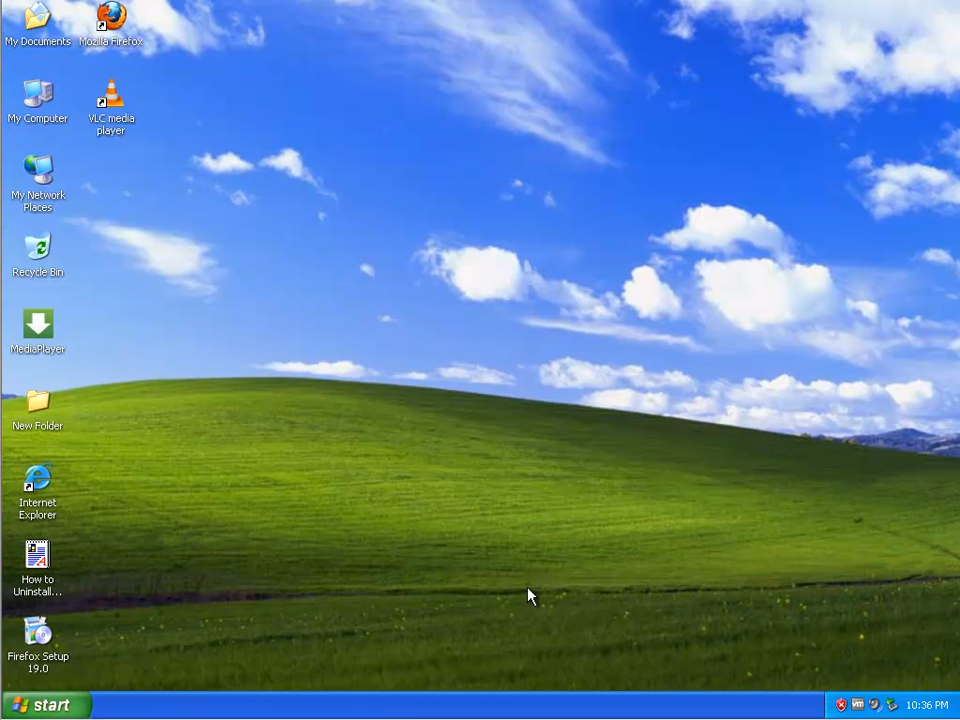 My Documents
Mozilla Firefox
My Computer
VLC media
player
My Network
Places
Recycle Bin
MediaPlayer
New Folder
Internet
Explorer
How to
Uninstall...
Firefox Setup
19.0
start
vm
10:36 PM